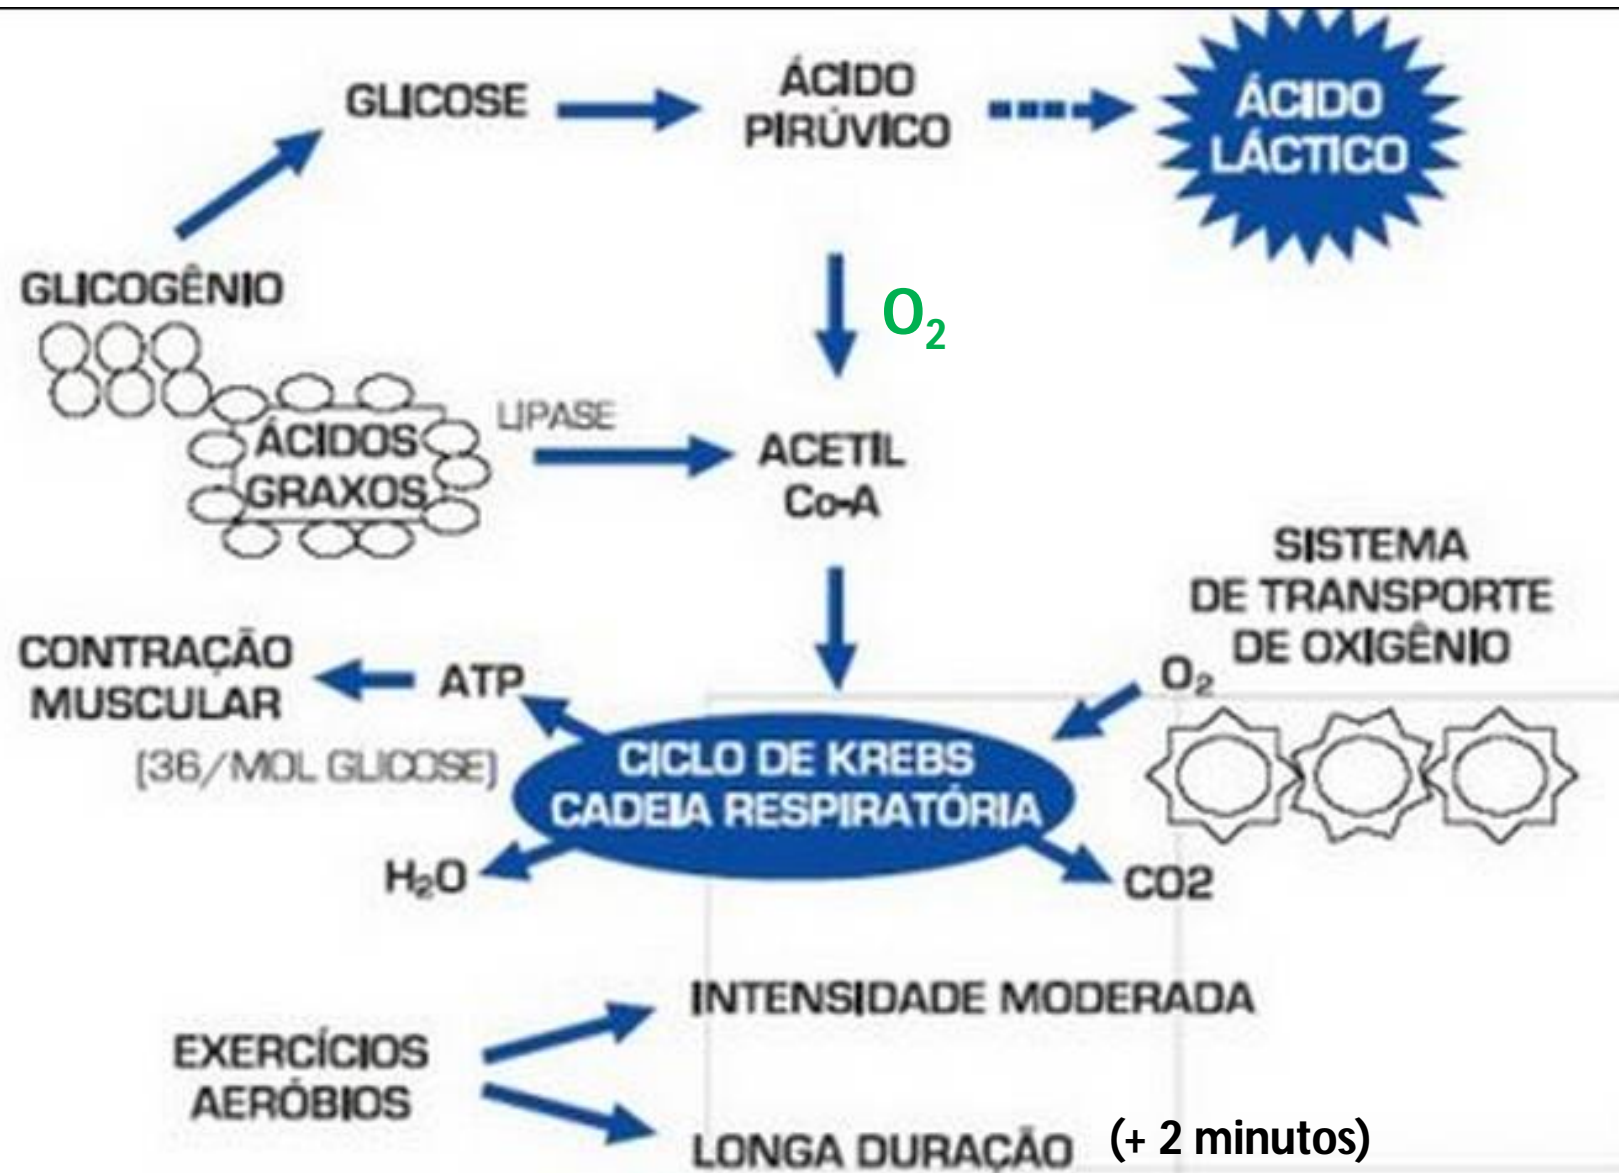 GLICOSE
ÁCIDO
PIRÚVICO
ÁCIDO
LÁCTICO
GLICOGÊNIO
O₂
LIPASE
ÁCIDOS
GRAXOS
ACETIL
Co-A
SISTEMA
DE TRANSPORTE
DE OXIGÊNIO
O₂
CONTRAÇÃO
MUSCULAR
ATP
[36/MOL GLICOSE]
CICLO DE KREBS
CADEIA RESPIRATÓRIA
H₂O
CO2
EXERCÍCIOS
AERÓBIOS
INTENSIDADE MODERADA
LONGA DURAÇÃO (+ 2 minutos)